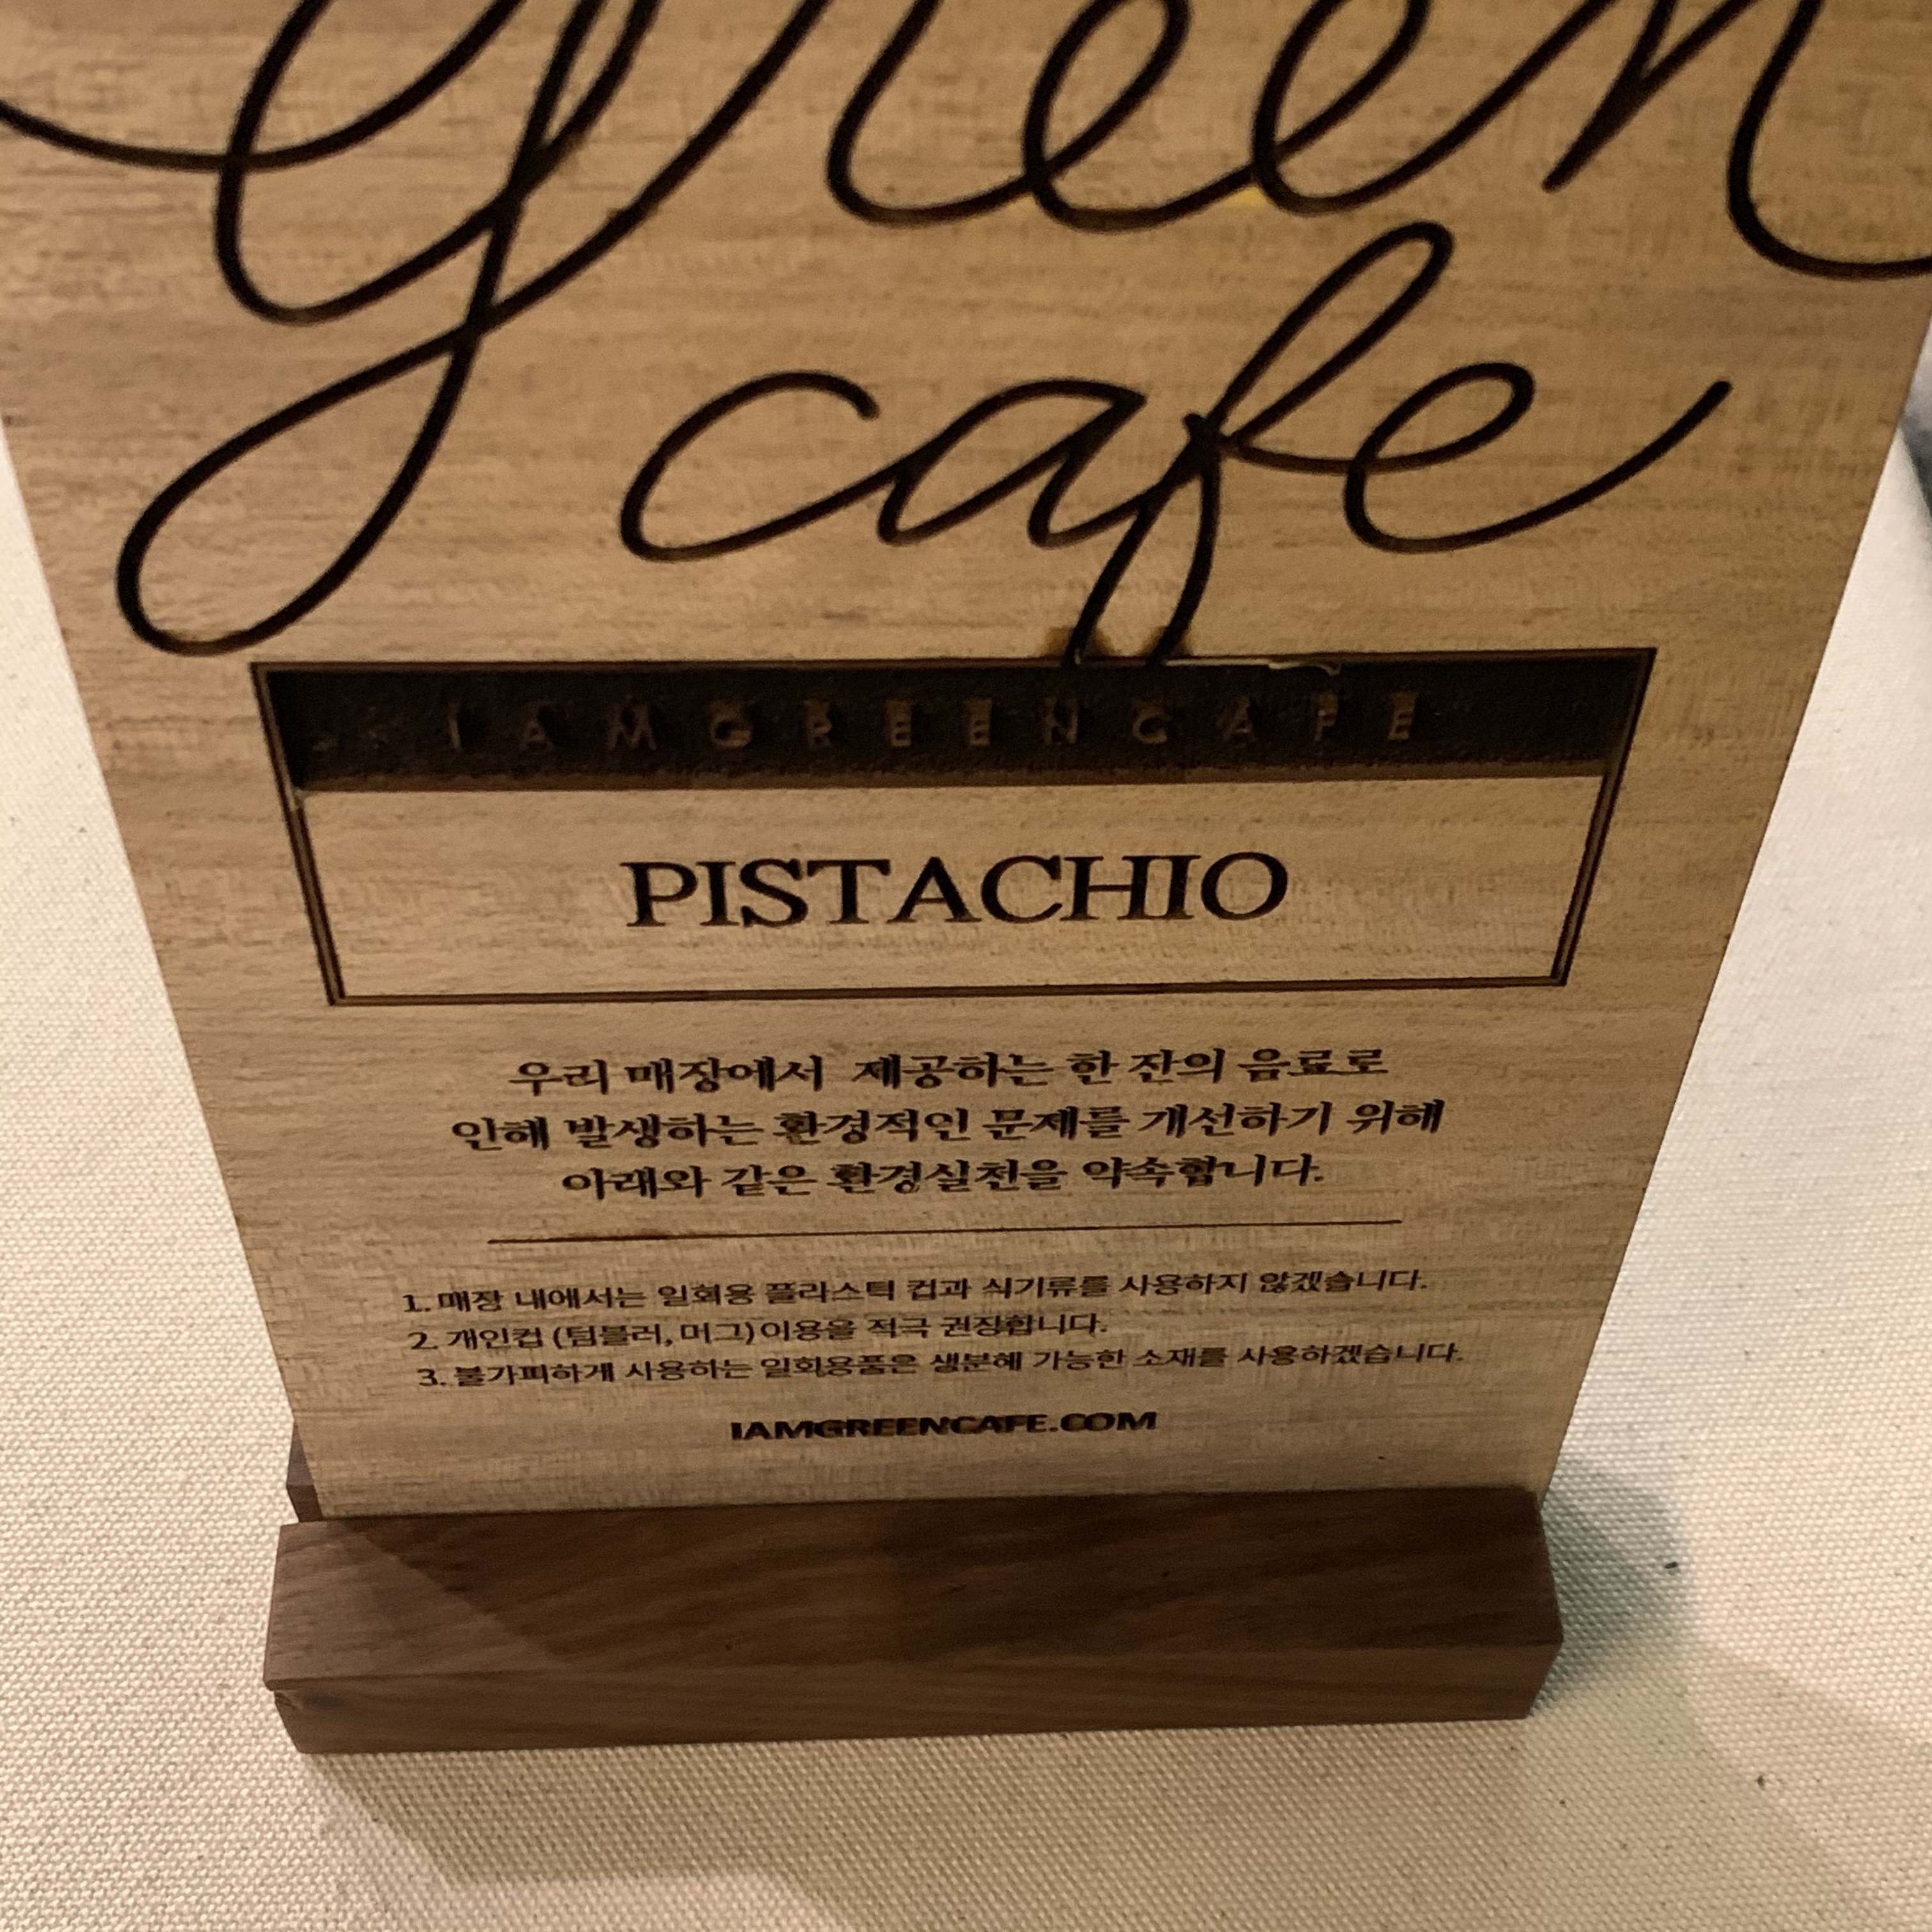 green
cafe
IAMGREENCAFE
PISTACHIO
우리 매장에서 제공하는 한 잔의 음료로
인해 발생하는 환경적인 문제를 개선하기 위해
아래와 같은 환경실천을 약속합니다.
1. 매장 내에서는 일회용 플라스틱 컵과 식기류를 사용하지 않겠습니다.
2. 개인컵 (텀블러, 머그)이용을 적극 권장합니다.
3. 불가피하게 사용하는 일회용품은 생분해 가능한 소재를 사용하겠습니다.
IAMGREENCAFE.COM